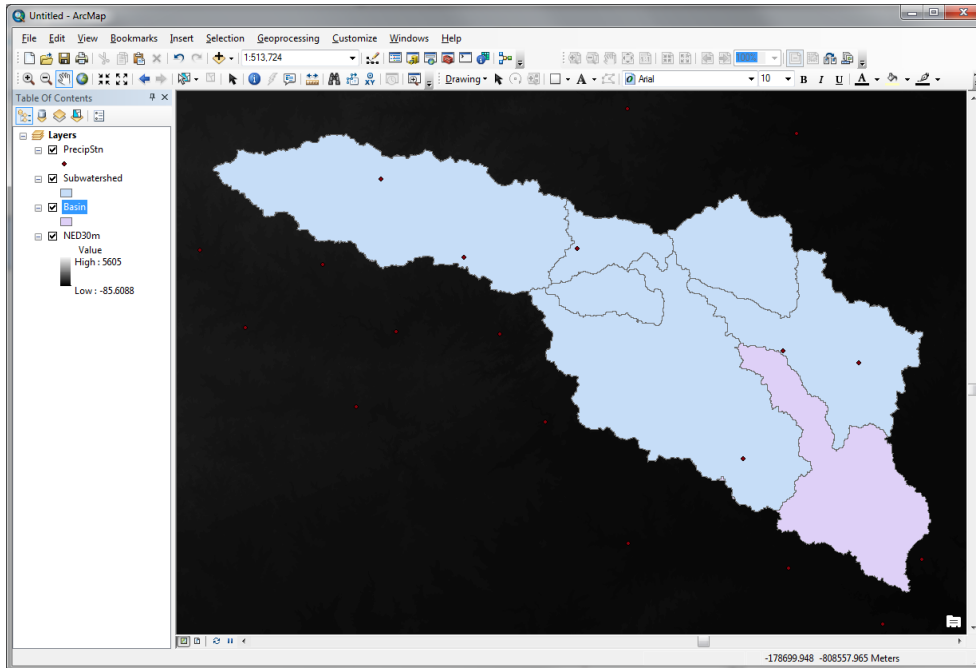 Untitled - ArcMap
File Edit View Bookmarks Insert Selection Geoprocessing Customize Windows Help
1:513,724
Drawing Arial 10 B I U A
Table Of Contents
Layers
PrecipStn
Subwatershed
Basin
NED30m
Value
High : 5605
Low : -85.6088
-178699.948 -808557.965 Meters